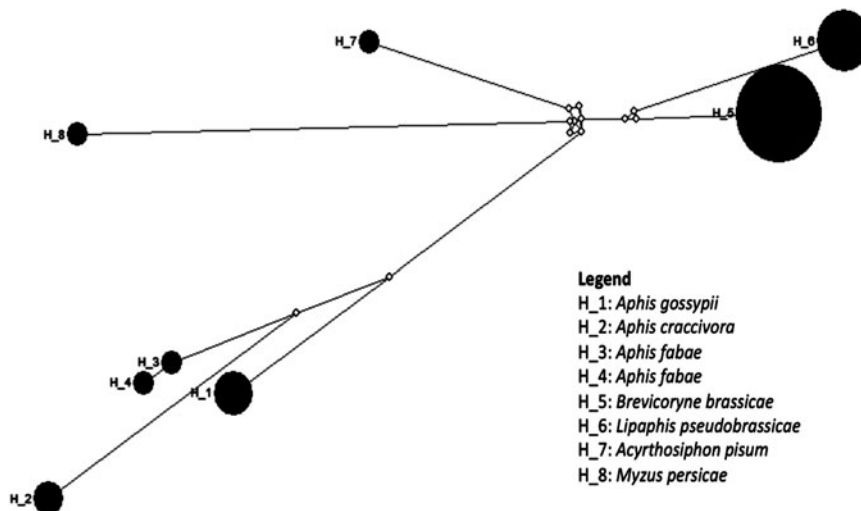 H_7
H_6
H_5
H_8
H_3
H_4
H_1
H_2
Legend
H_1: Aphis gossypii
H_2: Aphis craccivora
H_3: Aphis fabae
H_4: Aphis fabae
H_5: Brevicoryne brassicae
H_6: Lipaphis pseudobrassicae
H_7: Acyrthosiphon pisum
H_8: Myzus persicae